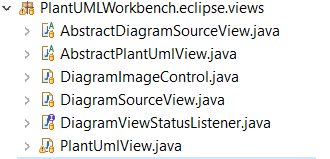 PlantUMLWorkbench.eclipse.views
AbstractDiagramSourceView.java
AbstractPlantUmlView.java
DiagramImageControl.java
DiagramSourceView.java
DiagramViewStatusListener.java
PlantUmlView.java